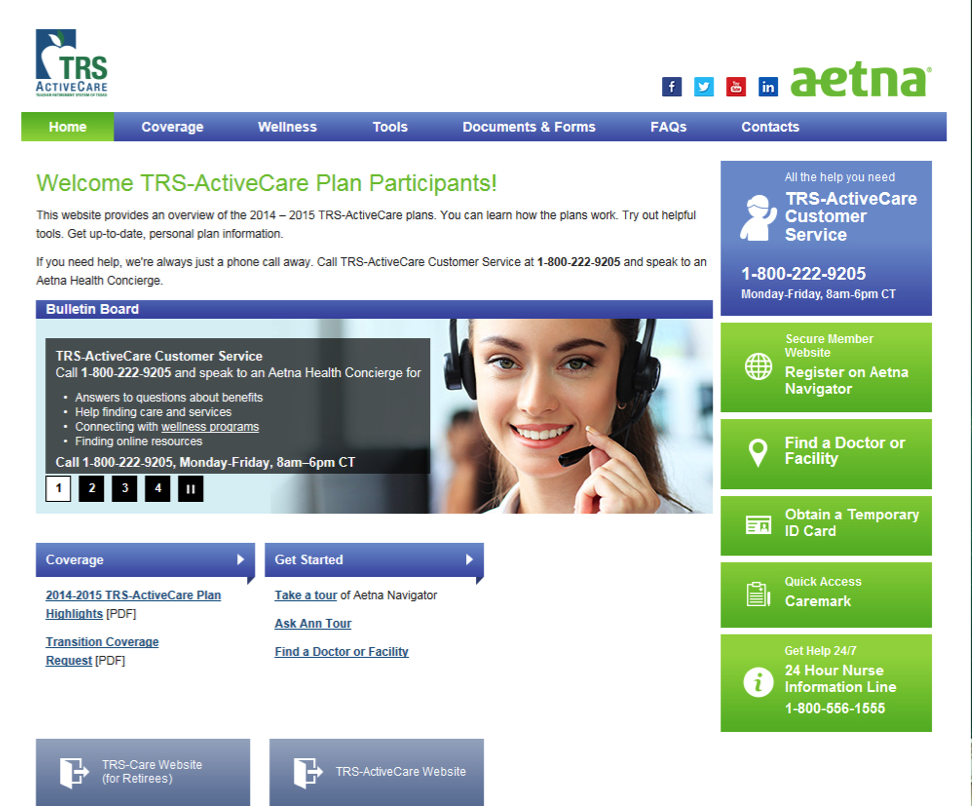 TRS
ACTIVECARE
TEACHER RETIREMENT SYSTEM OF TEXAS
f
You
in
aetna®
Home
Coverage
Wellness
Tools
Documents & Forms
FAQs
Contacts
Welcome TRS-ActiveCare Plan Participants!
This website provides an overview of the 2014 – 2015 TRS-ActiveCare plans. You can learn how the plans work. Try out helpful
tools. Get up-to-date, personal plan information.
If you need help, we're always just a phone call away. Call TRS-ActiveCare Customer Service at 1-800-222-9205 and speak to an
Aetna Health Concierge.
Bulletin Board
TRS-ActiveCare Customer Service
Call 1-800-222-9205 and speak to an Aetna Health Concierge for
• Answers to questions about benefits
• Help finding care and services
• Connecting with wellness programs
• Finding online resources
Call 1-800-222-9205, Monday-Friday, 8am–6pm CT
1
2
3
4
Coverage
2014-2015 TRS-ActiveCare Plan
Highlights [PDF]
Transition Coverage
Request [PDF]
Get Started
Take a tour of Aetna Navigator
Ask Ann Tour
Find a Doctor or Facility
TRS-Care Website
(for Retirees)
TRS-ActiveCare Website
All the help you need
TRS-ActiveCare
Customer
Service
1-800-222-9205
Monday-Friday, 8am-6pm CT
Secure Member
Website
Register on Aetna
Navigator
Find a Doctor or
Facility
Obtain a Temporary
ID Card
Quick Access
Caremark
Get Help 24/7
24 Hour Nurse
Information Line
1-800-556-1555